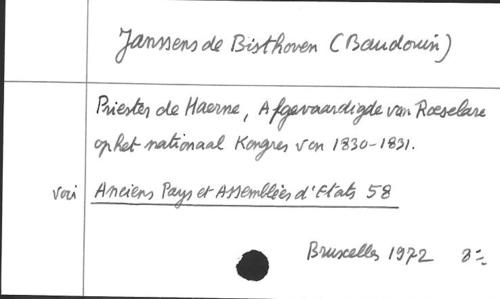 Janssens de Bisthoven (Baudouin)
Priester de Haerne, Afgevaardigde van Roeselare
op het nationaal Kongres van 1830-1831.
voir Anciens Pays et Assemblées d'Etats 58
Bruxelles 1972 8°